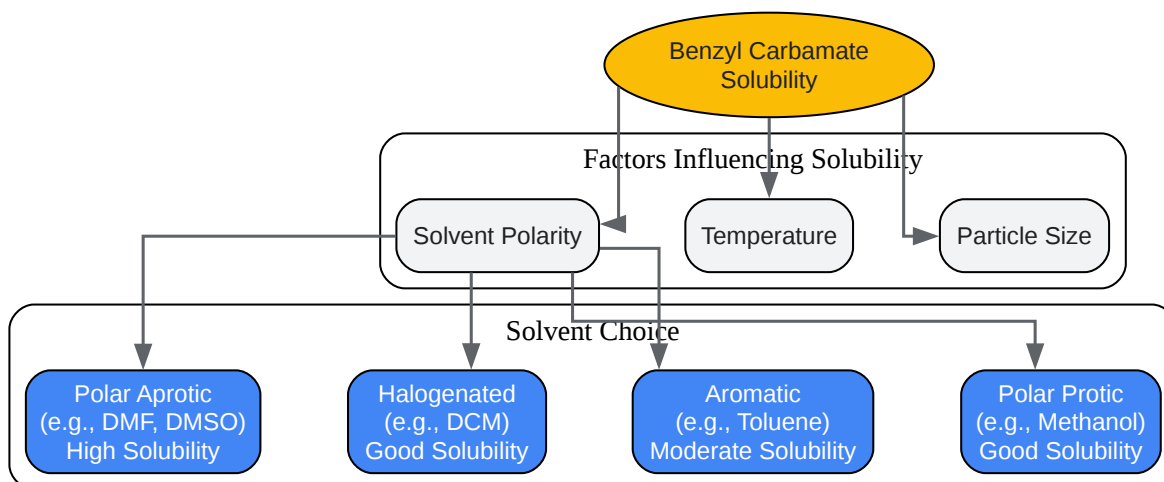 Benzyl Carbamate
Solubility
Factors Influencing Solubility
Solvent Polarity
Temperature
Particle Size
Solvent Choice
Polar Aprotic
(e.g., DMF, DMSO)
High Solubility
Halogenated
(e.g., DCM)
Good Solubility
Aromatic
(e.g., Toluene)
Moderate Solubility
Polar Protic
(e.g., Methanol)
Good Solubility